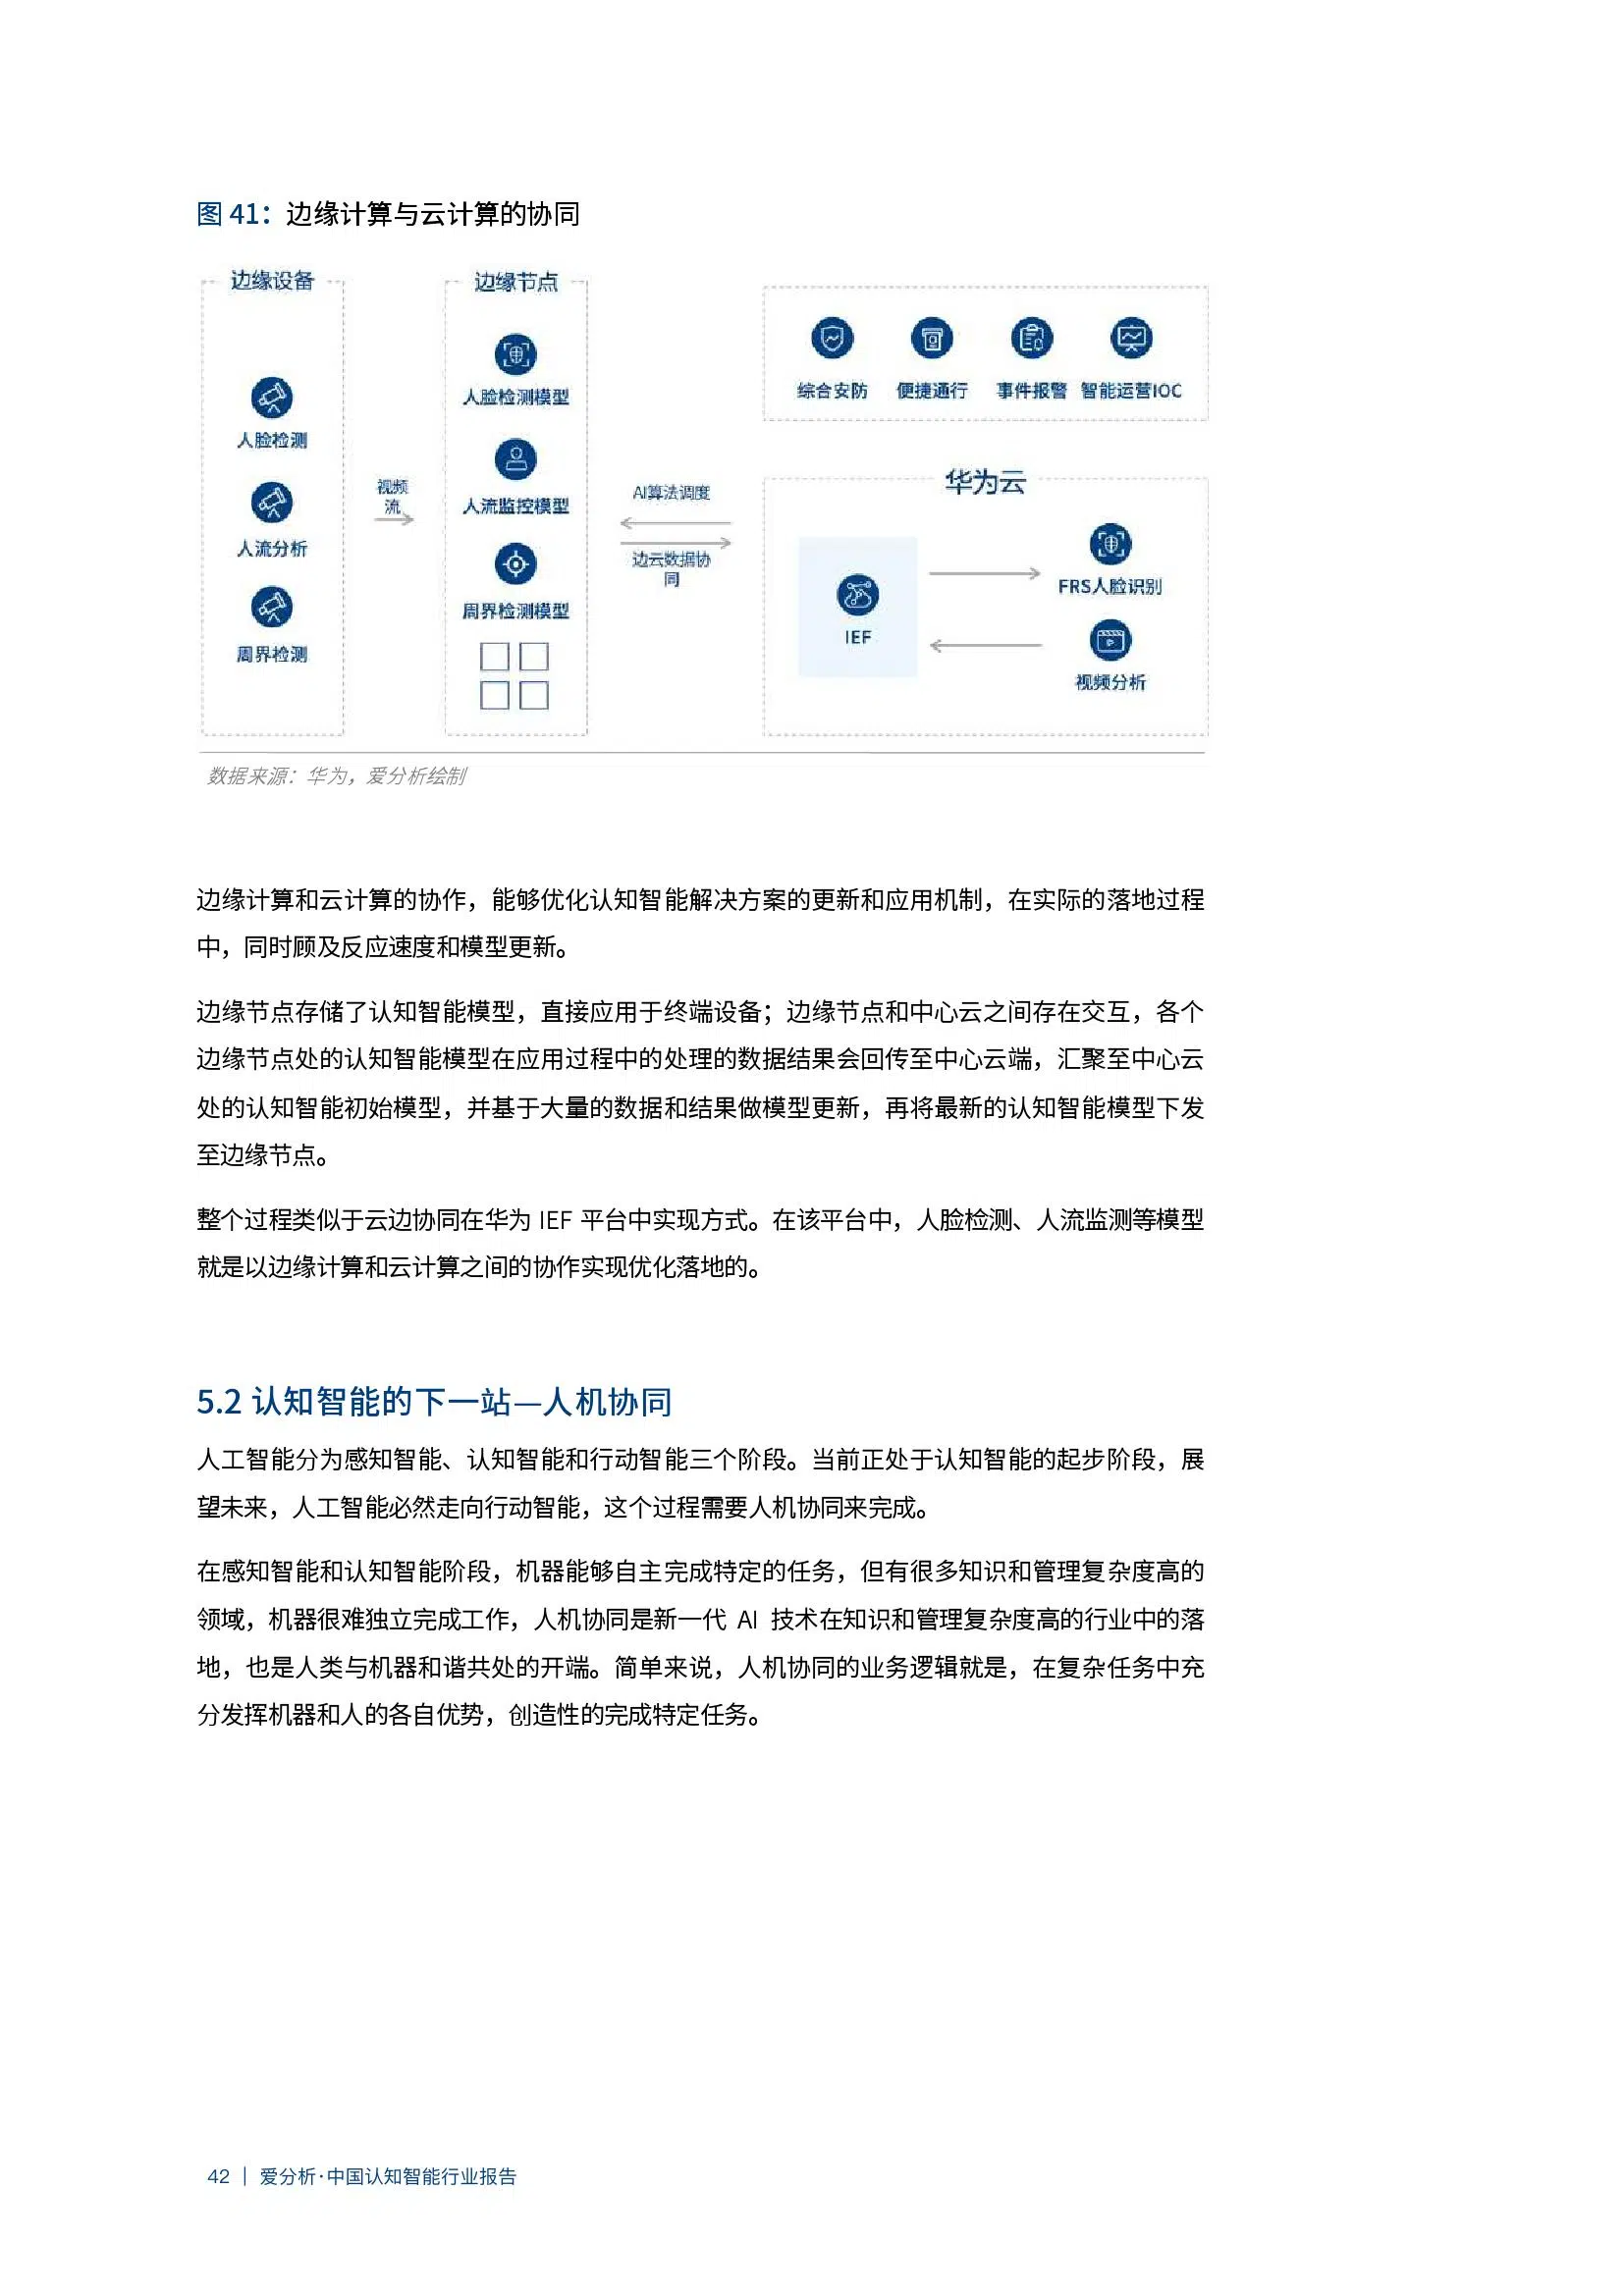 图 41：边缘计算与云计算的协同
边缘设备
人脸检测
人流分析
周界检测
视频
流
边缘节点
人脸检测模型
人流监控模型
周界检测模型
AI算法调度
边云数据协
同
综合安防 便捷通行 事件报警 智能运营IOC
华为云
IEF
FRS人脸识别
视频分析
数据来源：华为，爱分析绘制
边缘计算和云计算的协作，能够优化认知智能解决方案的更新和应用机制，在实际的落地过程
中，同时顾及反应速度和模型更新。
边缘节点存储了认知智能模型，直接应用于终端设备；边缘节点和中心云之间存在交互，各个
边缘节点处的认知智能模型在应用过程中的处理的数据结果会回传至中心云端，汇聚至中心云
处的认知智能初始模型，并基于大量的数据和结果做模型更新，再将最新的认知智能模型下发
至边缘节点。
整个过程类似于云边协同在华为 IEF 平台中实现方式。在该平台中，人脸检测、人流监测等模型
就是以边缘计算和云计算之间的协作实现优化落地的。
5.2 认知智能的下一站—人机协同
人工智能分为感知智能、认知智能和行动智能三个阶段。当前正处于认知智能的起步阶段，展
望未来，人工智能必然走向行动智能，这个过程需要人机协同来完成。
在感知智能和认知智能阶段，机器能够自主完成特定的任务，但有很多知识和管理复杂度高的
领域，机器很难独立完成工作，人机协同是新一代 AI 技术在知识和管理复杂度高的行业中的落
地，也是人类与机器和谐共处的开端。简单来说，人机协同的业务逻辑就是，在复杂任务中充
分发挥机器和人的各自优势，创造性的完成特定任务。
42 | 爱分析·中国认知智能行业报告